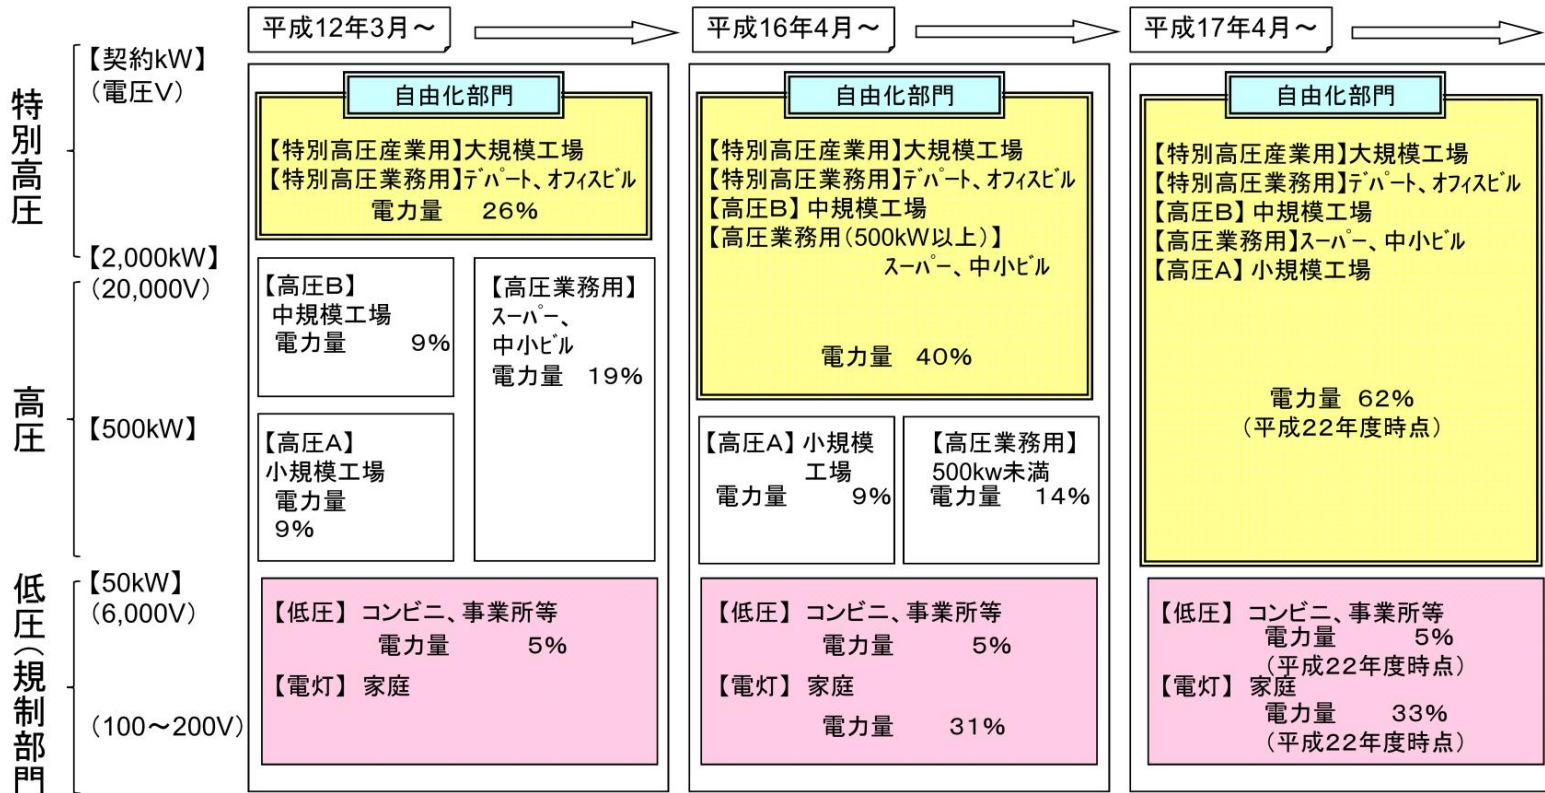 平成12年3月～
平成16年4月～
平成17年4月～
特別高圧
高圧
低圧（規制部門
【契約kW】
（電圧V）
【2,000kW】
（20,000V）
【500kW】
【50kW】
（6,000V）
（100～200V）
自由化部門
【特別高圧産業用】大規模工場
【特別高圧業務用】ﾃﾞパート、オフィスビル
電力量 26%
【高圧B】
中規模工場
電力量 9%
【高圧業務用】
スーパー、
中小ビル
電力量 19%
【高圧A】
小規模工場
電力量
9%
【低圧】 コンビニ、事業所等
電力量 5%
【電灯】 家庭
自由化部門
【特別高圧産業用】大規模工場
【特別高圧業務用】デパート、オフィスビル
【高圧B】 中規模工場
【高圧業務用（500kW以上）】
スーパー、中小ビル
電力量 40%
【高圧A】 小規模
工場
電力量 9%
【高圧業務用】
500kw未満
電力量 14%
【低圧】 コンビニ、事業所等
電力量 5%
【電灯】 家庭
電力量 31%
自由化部門
【特別高圧産業用】大規模工場
【特別高圧業務用】デパート、オフィスビル
【高圧B】 中規模工場
【高圧業務用】スーパー、中小ビル
【高圧A】 小規模工場
電力量 62%
（平成22年度時点）
【低圧】 コンビニ、事業所等
電力量 5%
（平成22年度時点）
【電灯】 家庭
電力量 33%
（平成22年度時点）